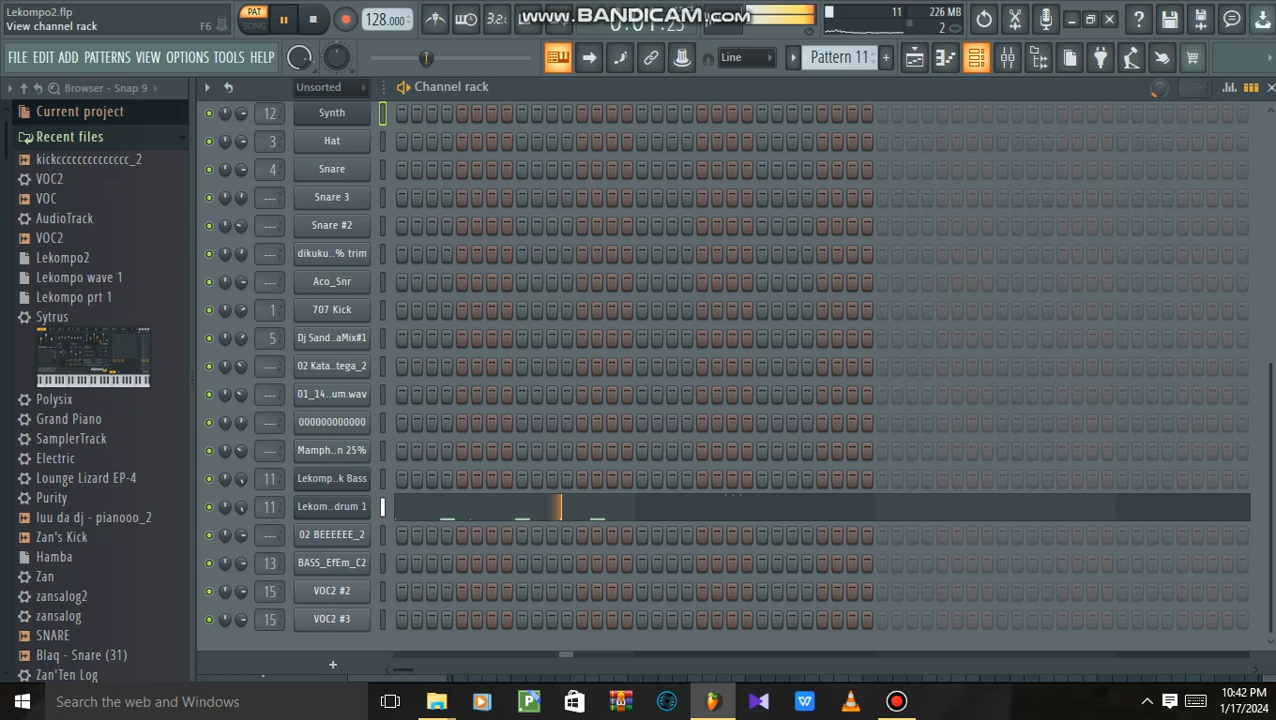 Lekompo2.flp
View channel rack
F6
PAT
SONG
128.000
3.2
www.BANDICAM.com
11
226 MB
2
FILE EDIT ADD PATTERNS VIEW OPTIONS TOOLS HELP
Line
Pattern 11
Browser - Snap 9
Unsorted
Channel rack
Current project
Recent files
kickccccccccccccc_2
VOC2
VOC
AudioTrack
VOC2
Lekompo2
Lekompo wave 1
Lekompo prt 1
Sytrus
Polysix
Grand Piano
SamplerTrack
Electric
Lounge Lizard EP-4
Purity
luu da dj - pianooo_2
Zan's Kick
Hamba
Zan
zansalog2
zansalog
SNARE
Blaq - Snare (31)
Zan'Ten Log
12 Synth
3 Hat
4 Snare
--- Snare 3
--- Snare #2
--- dikuku..% trim
--- Aco_Snr
1 707 Kick
5 Dj Sand..aMix#1
--- 02 Kata..tega_2
--- 01_14..um.wav
--- 000000000000
--- Mamph..n 25%
11 Lekomp..k Bass
11 Lekom..drum 1
--- 02 BEEEEEE_2
13 BASS_EfEm_C2
15 VOC2 #2
15 VOC2 #3
+
Search the web and Windows
10:42 PM
1/17/2024